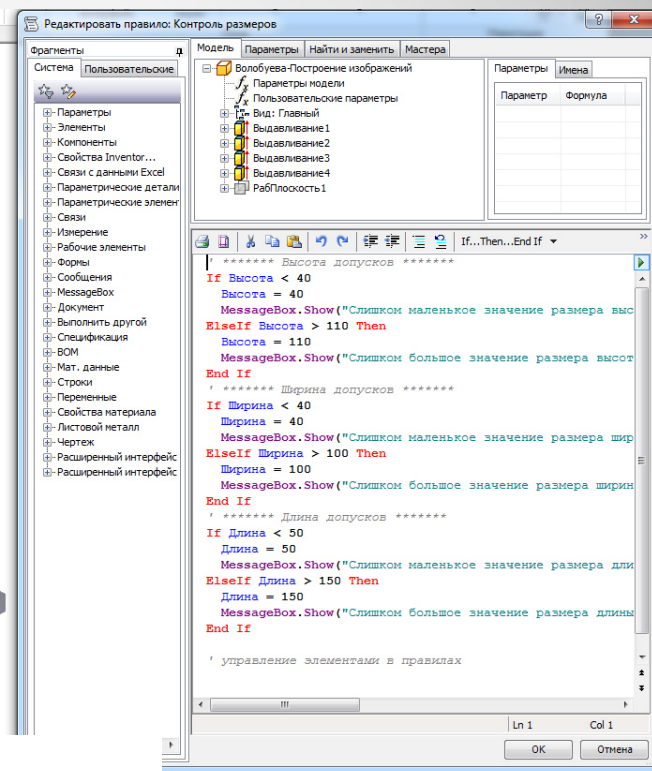 Редактировать правило: Контроль размеров
Фрагменты
Система Пользовательские
Параметры
Элементы
Компоненты
Свойства Inventor...
Связи с данными Excel
Параметрические детали
Параметрические элемен
Связи
Измерение
Рабочие элементы
Формы
Сообщения
MessageBox
Документ
Выполнить другой
Спецификация
BOM
Мат. данные
Строки
Переменные
Свойства материала
Листовой металл
Чертеж
Расширенный интерфейс
Расширенный интерфейс
Модель Параметры Найти и заменить Мастера
Волобуева-Построение изображений
Параметры модели
Пользовательские параметры
Вид: Главный
Выдавливание1
Выдавливание2
Выдавливание3
Выдавливание4
РабПлоскость1
Параметры Имена
Параметр Формула
If...Then...End If
' ******* Высота допусков *******
If Высота < 40
Высота = 40
MessageBox.Show("Слишком маленькое значение размера выс
ElseIf Высота > 110 Then
Высота = 110
MessageBox.Show("Слишком большое значение размера высот
End If
' ******* Ширина допусков *******
If Ширина < 40
Ширина = 40
MessageBox.Show("Слишком маленькое значение размера шир
ElseIf Ширина > 100 Then
Ширина = 100
MessageBox.Show("Слишком большое значение размера ширин
End If
' ******* Длина допусков *******
If Длина < 50
Длина = 50
MessageBox.Show("Слишком маленькое значение размера дли
ElseIf Длина > 150 Then
Длина = 150
MessageBox.Show("Слишком большое значение размера длины
End If
' управление элементами в правилах
Ln 1 Col 1
ОК Отмена